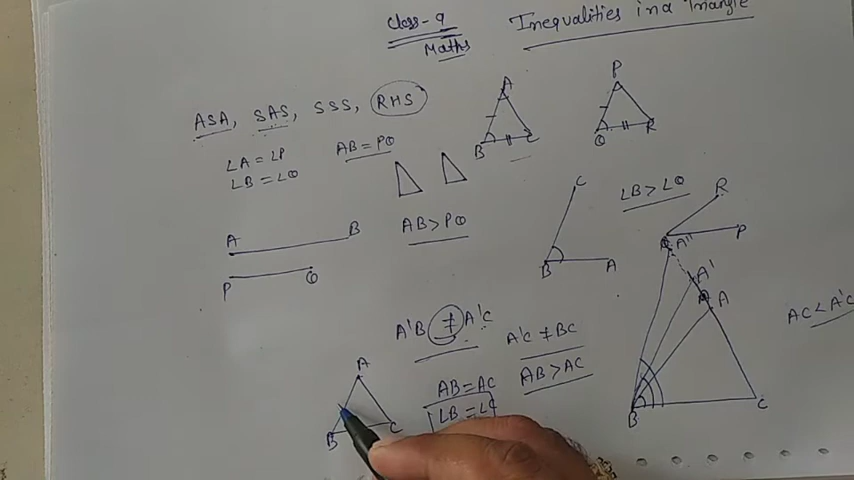 Class-9
Maths
Inequalities in a Triangle
ASA, SAS, SSS, RHS
∠A = ∠P
∠B = ∠Q
AB = PQ
A
B
C
P
Q
R
A
B
P
Q
AB > PQ
C
B
A
∠B > ∠Q
R
P
A''
A'
A
B
C
AC < A'C
A'B ≠ A'C
A'C ≠ BC
AB > AC
AB = AC
∠B = ∠C
A
B
C